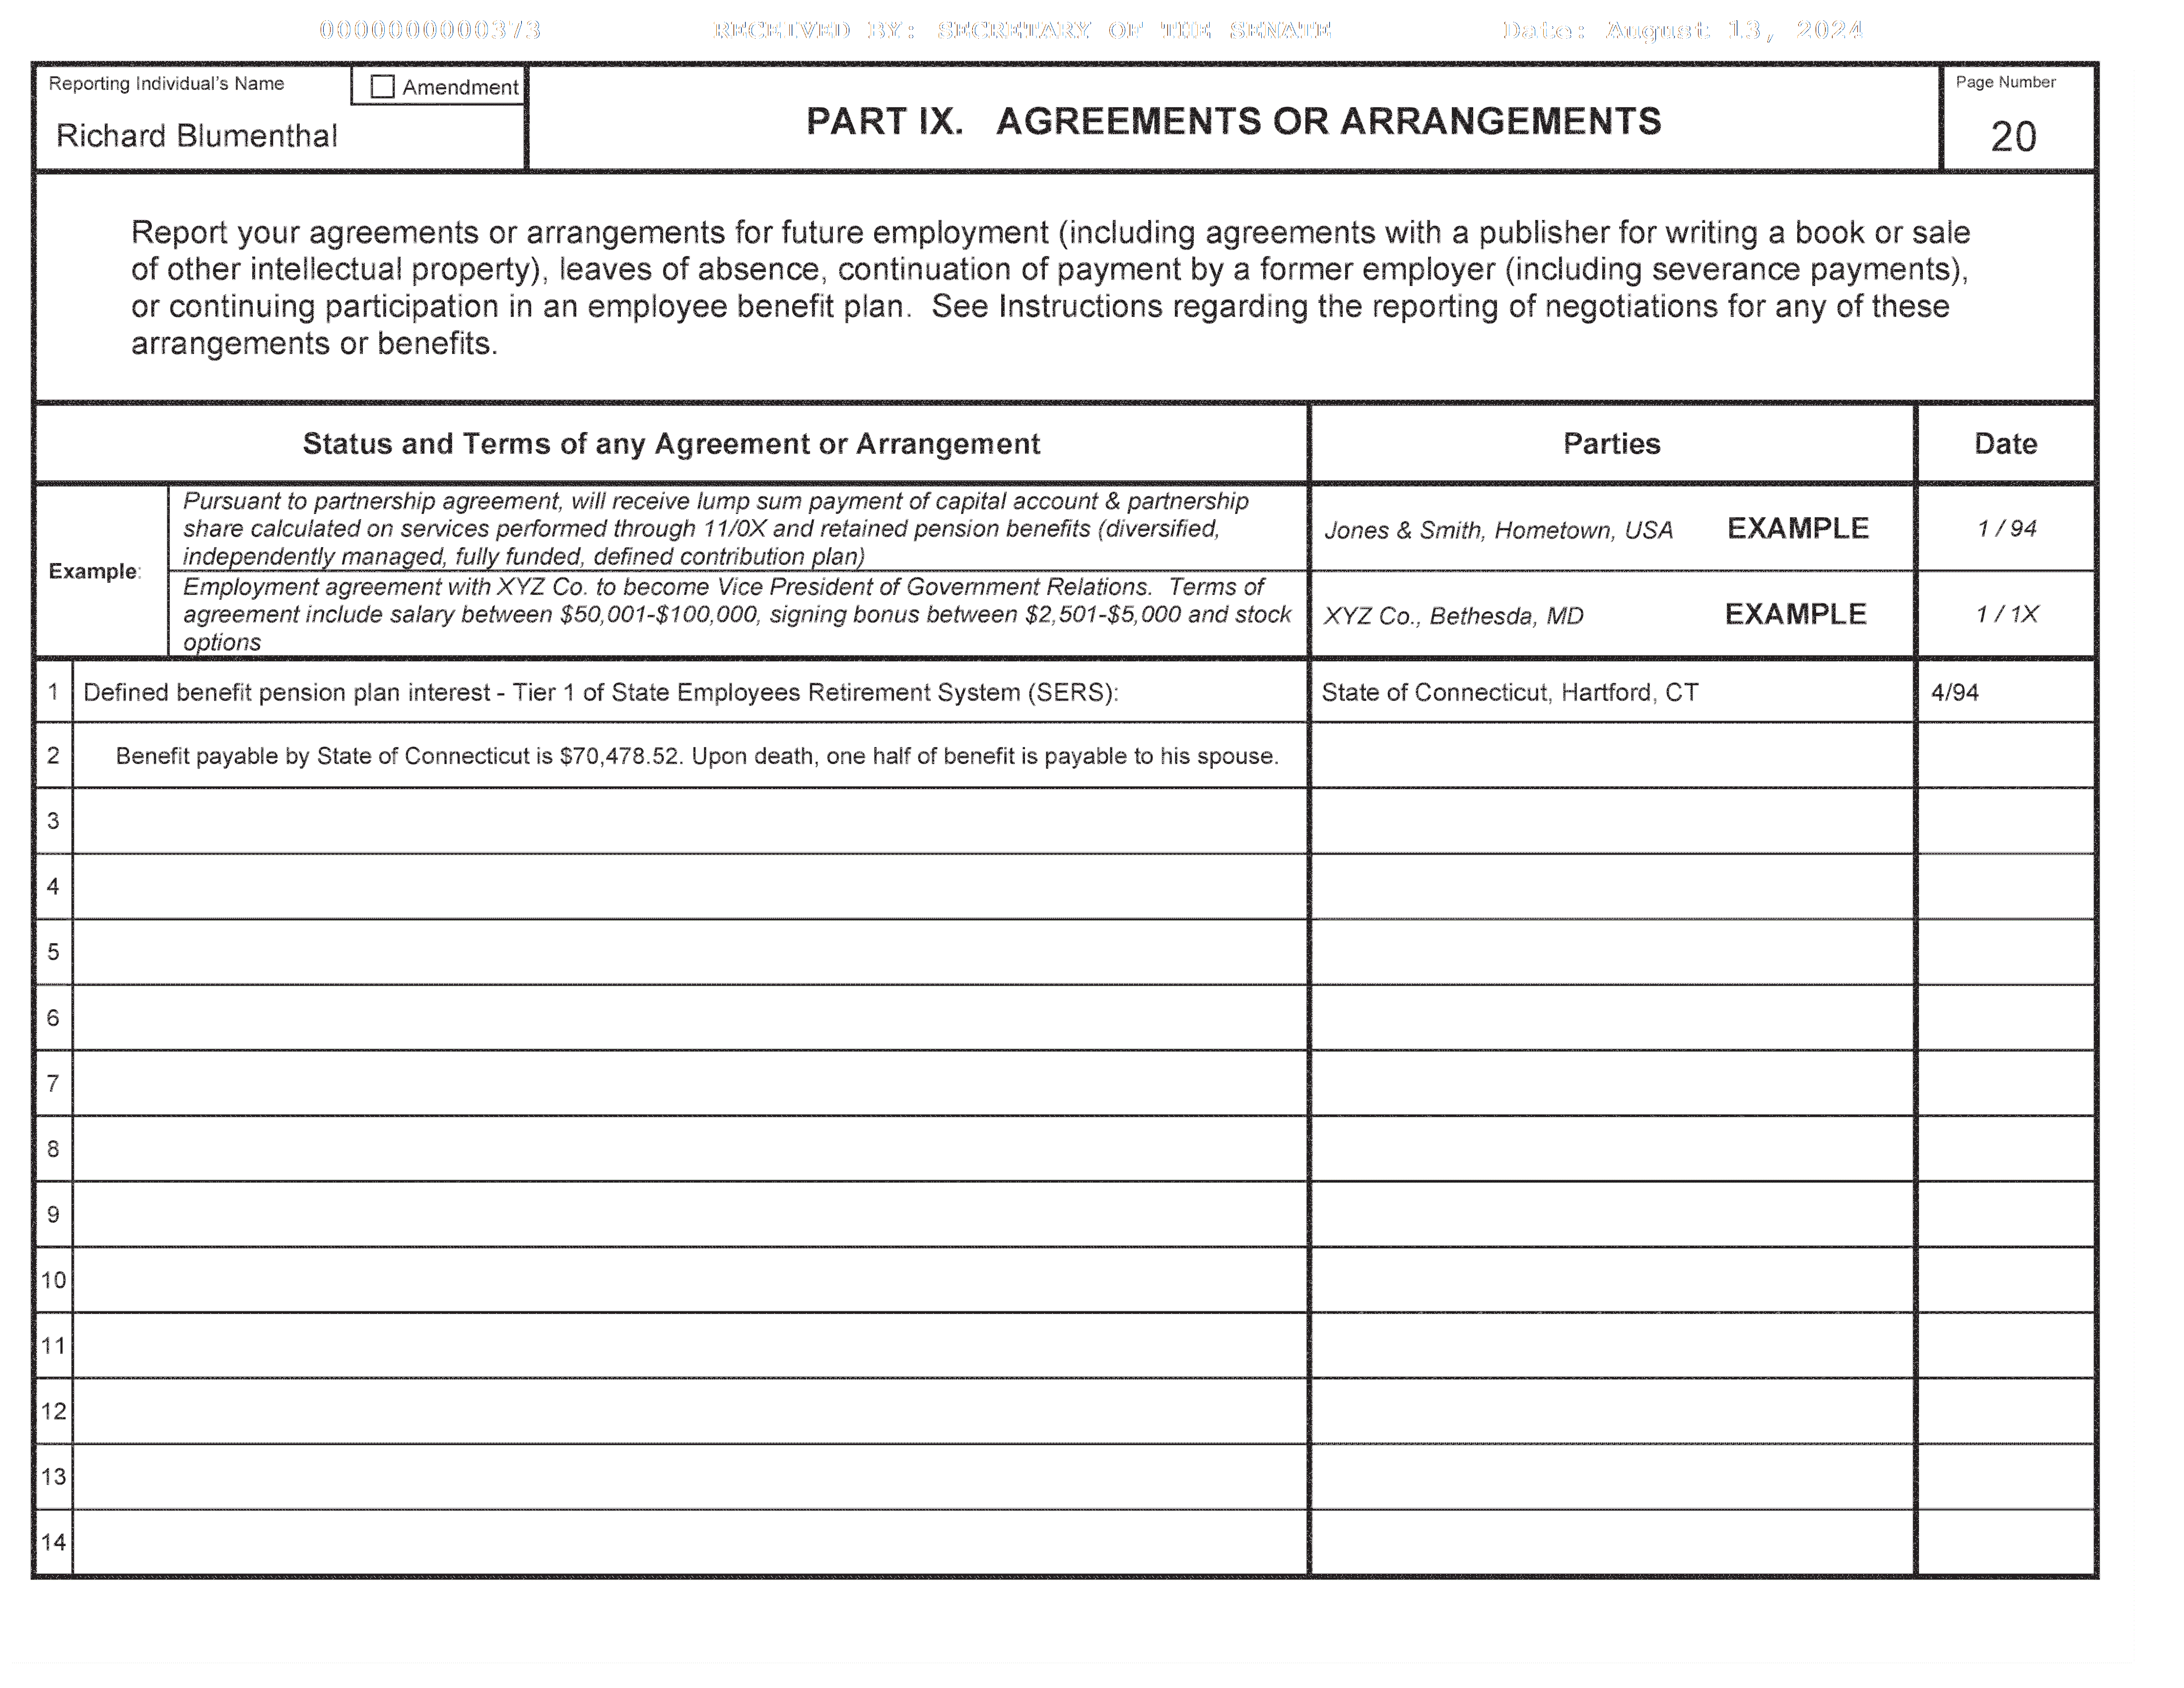 0000000000373 RECEIVED BY: SECRETARY OF THE SENATE Date: August 13, 2024
Reporting Individual's Name
Amendment
Richard Blumenthal
PART IX. AGREEMENTS OR ARRANGEMENTS
Page Number
20
Report your agreements or arrangements for future employment (including agreements with a publisher for writing a book or sale
of other intellectual property), leaves of absence, continuation of payment by a former employer (including severance payments),
or continuing participation in an employee benefit plan. See Instructions regarding the reporting of negotiations for any of these
arrangements or benefits.
Status and Terms of any Agreement or Arrangement Parties Date
Example:
Pursuant to partnership agreement, will receive lump sum payment of capital account & partnership
share calculated on services performed through 11/0X and retained pension benefits (diversified,
independently managed, fully funded, defined contribution plan)
Jones & Smith, Hometown, USA EXAMPLE 1 / 94
Employment agreement with XYZ Co. to become Vice President of Government Relations. Terms of
agreement include salary between $50,001-$100,000, signing bonus between $2,501-$5,000 and stock
options
XYZ Co., Bethesda, MD EXAMPLE 1 / 1X
1 Defined benefit pension plan interest - Tier 1 of State Employees Retirement System (SERS): State of Connecticut, Hartford, CT 4/94
2 Benefit payable by State of Connecticut is $70,478.52. Upon death, one half of benefit is payable to his spouse.
3
4
5
6
7
8
9
10
11
12
13
14